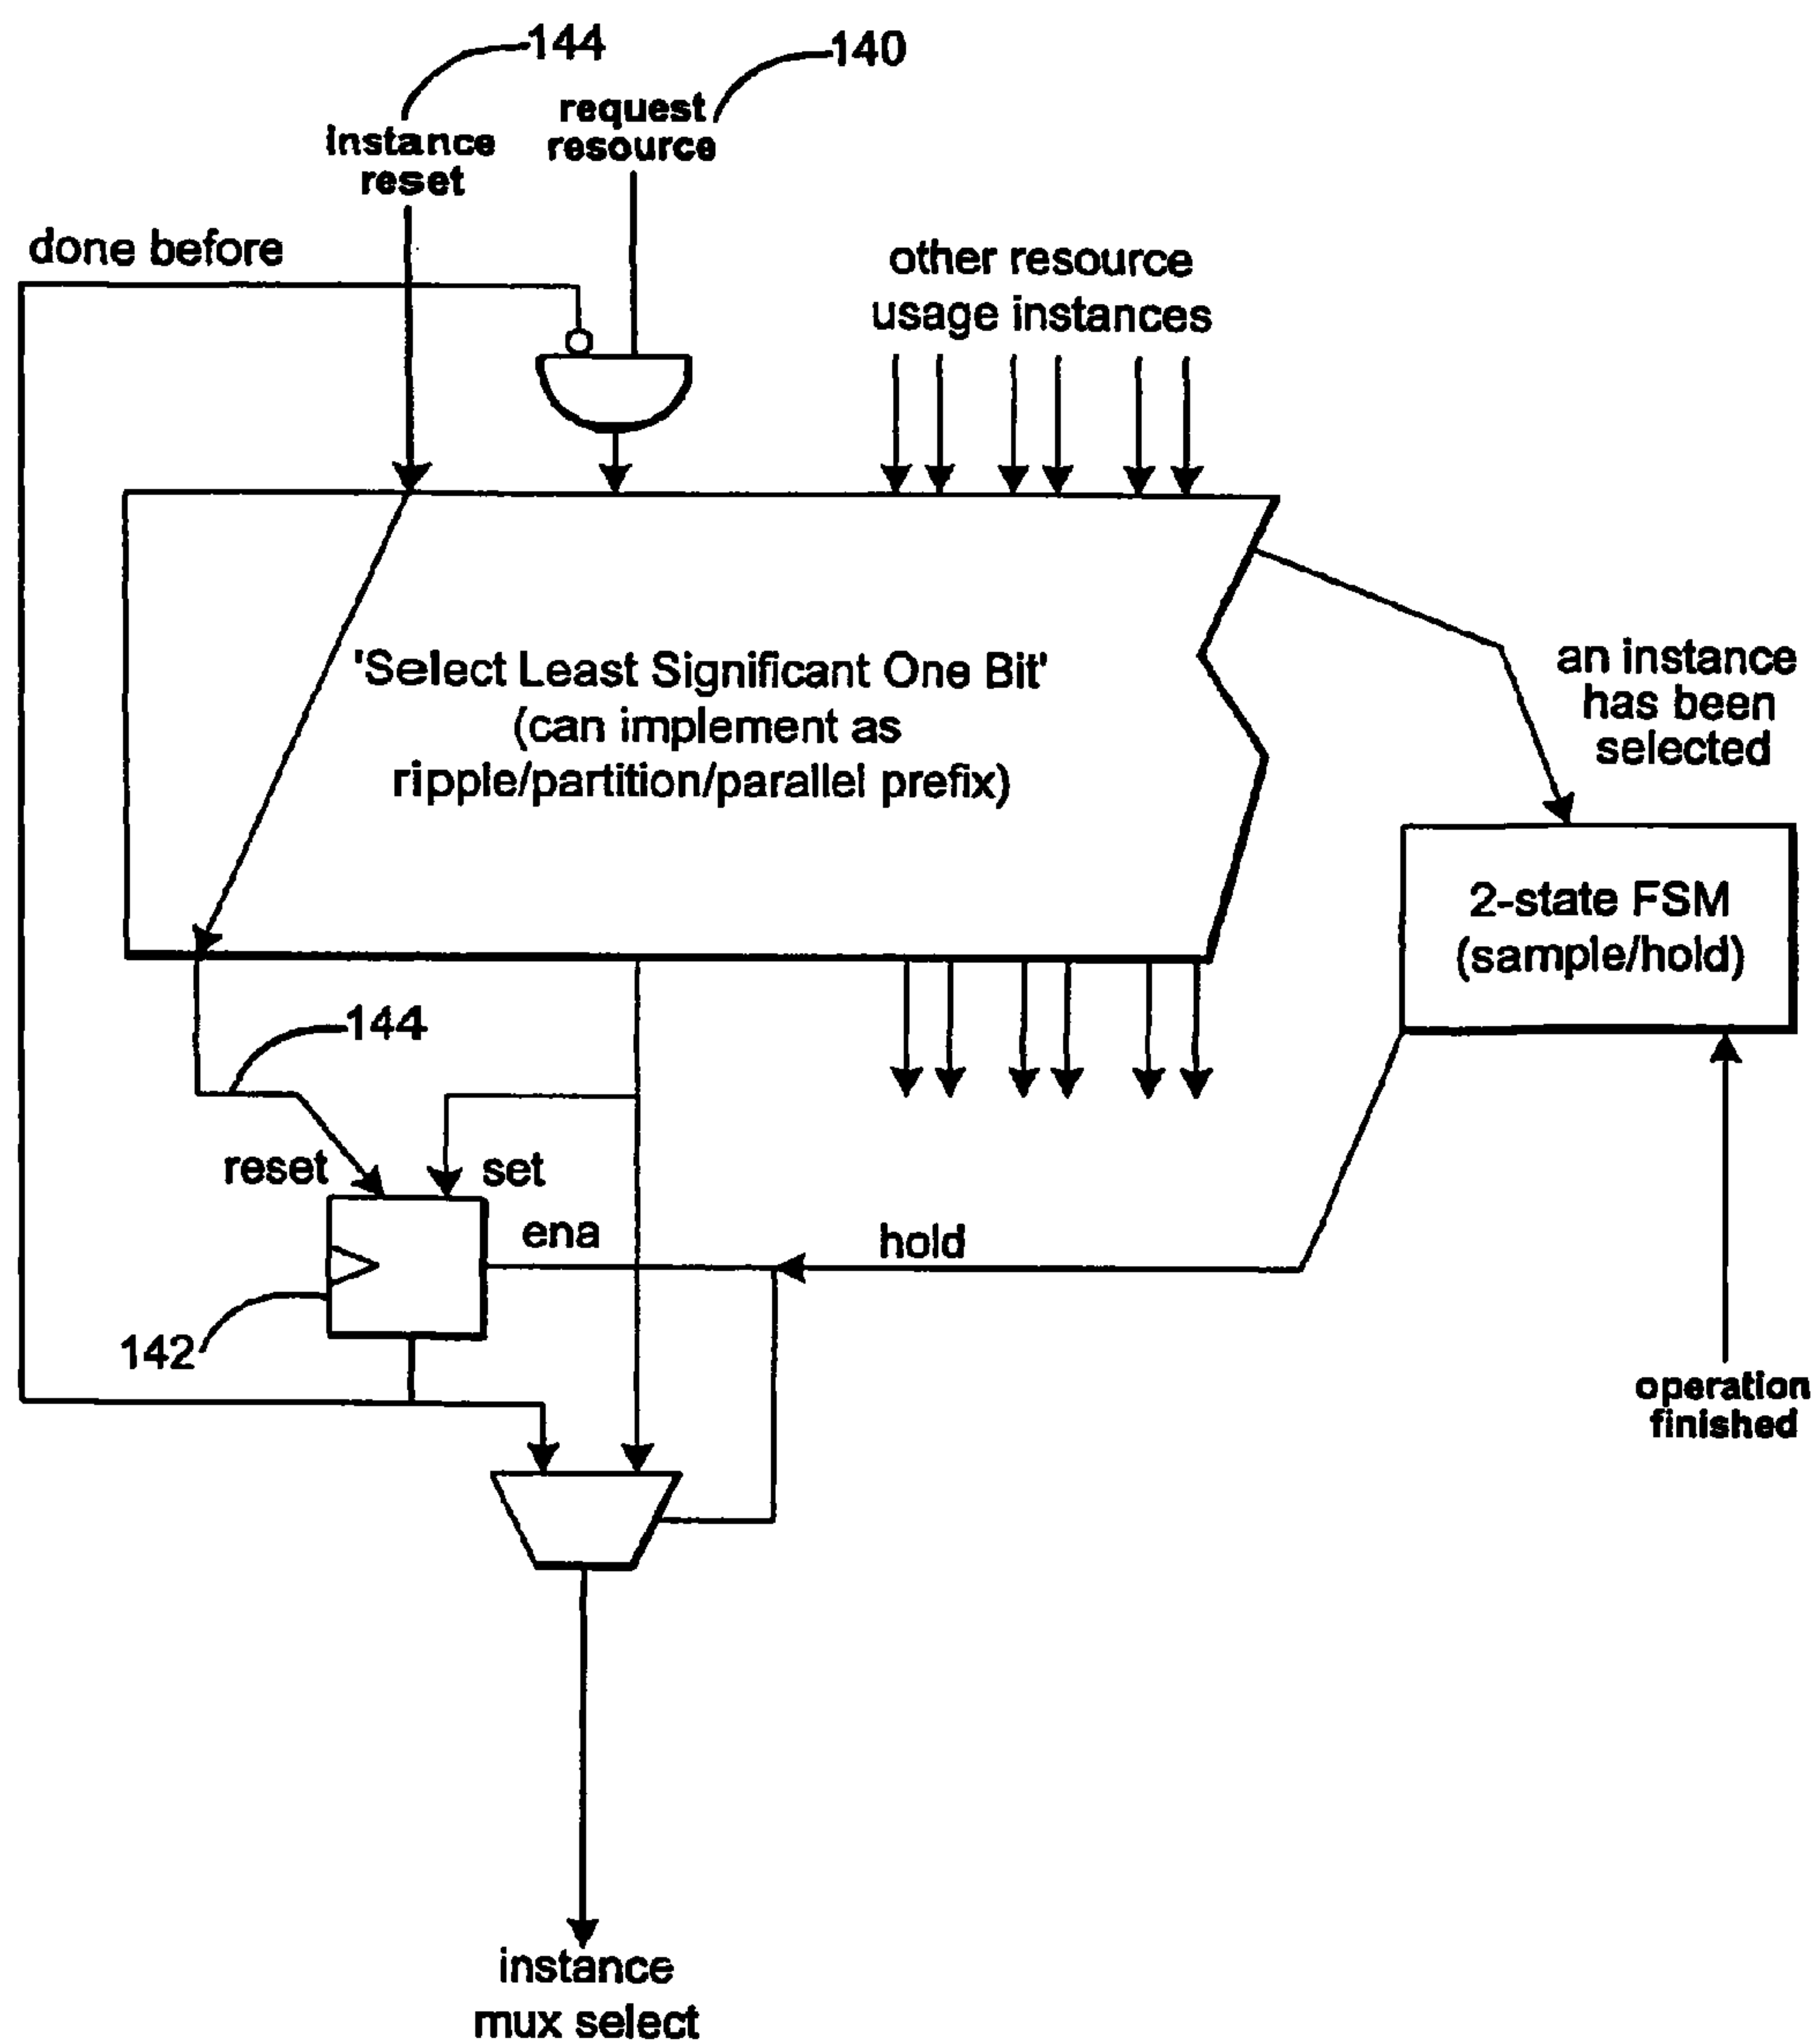 144
140
instance
reset
request
resource
done before
other resource
usage instances
'Select Least Significant One Bit'
(can implement as
ripple/partition/parallel prefix)
an instance
has been
selected
2-state FSM
(sample/hold)
144
reset
set
ena
hold
142
operation
finished
instance
mux select